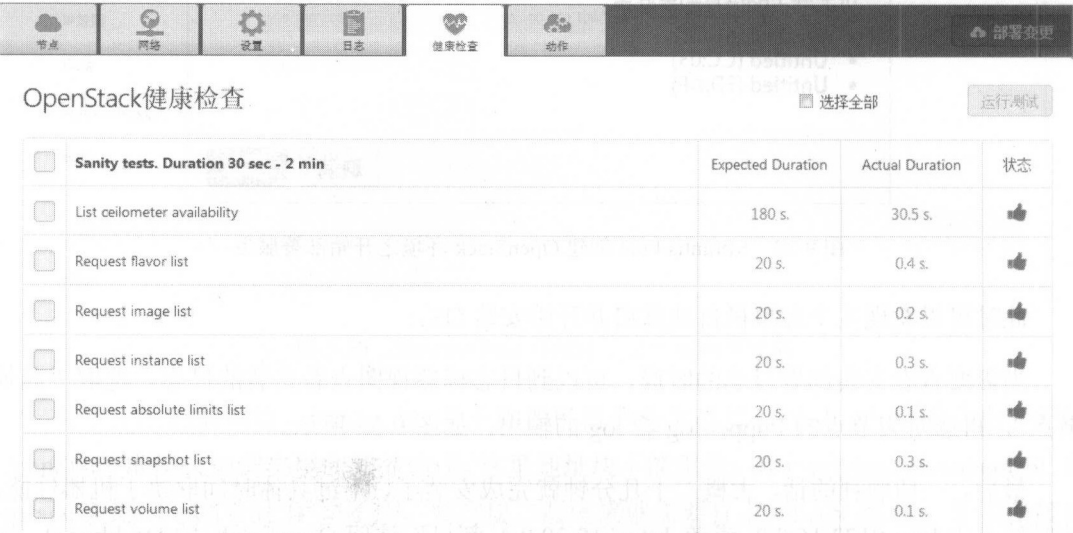 节点 网络 设置 日志 健康检查 动作 部署变更
OpenStack健康检查 选择全部 运行测试
Sanity tests. Duration 30 sec - 2 min Expected Duration Actual Duration 状态
List ceilometer availability 180 s. 30.5 s.
Request flavor list 20 s. 0.4 s.
Request image list 20 s. 0.2 s.
Request instance list 20 s. 0.3 s.
Request absolute limits list 20 s. 0.1 s.
Request snapshot list 20 s. 0.3 s.
Request volume list 20 s. 0.1 s.